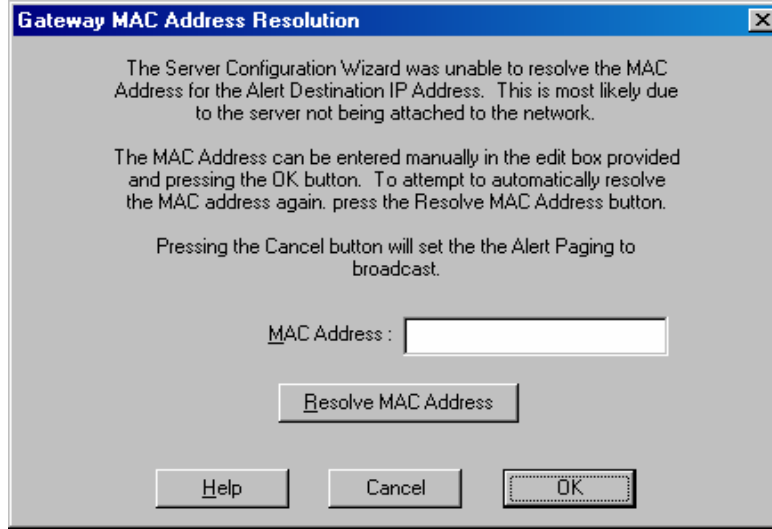 Gateway MAC Address Resolution
The Server Configuration Wizard was unable to resolve the MAC
Address for the Alert Destination IP Address. This is most likely due
to the server not being attached to the network.
The MAC Address can be entered manually in the edit box provided
and pressing the OK button. To attempt to automatically resolve
the MAC address again. press the Resolve MAC Address button.
Pressing the Cancel button will set the the Alert Paging to
broadcast.
MAC Address :
Resolve MAC Address
Help Cancel OK